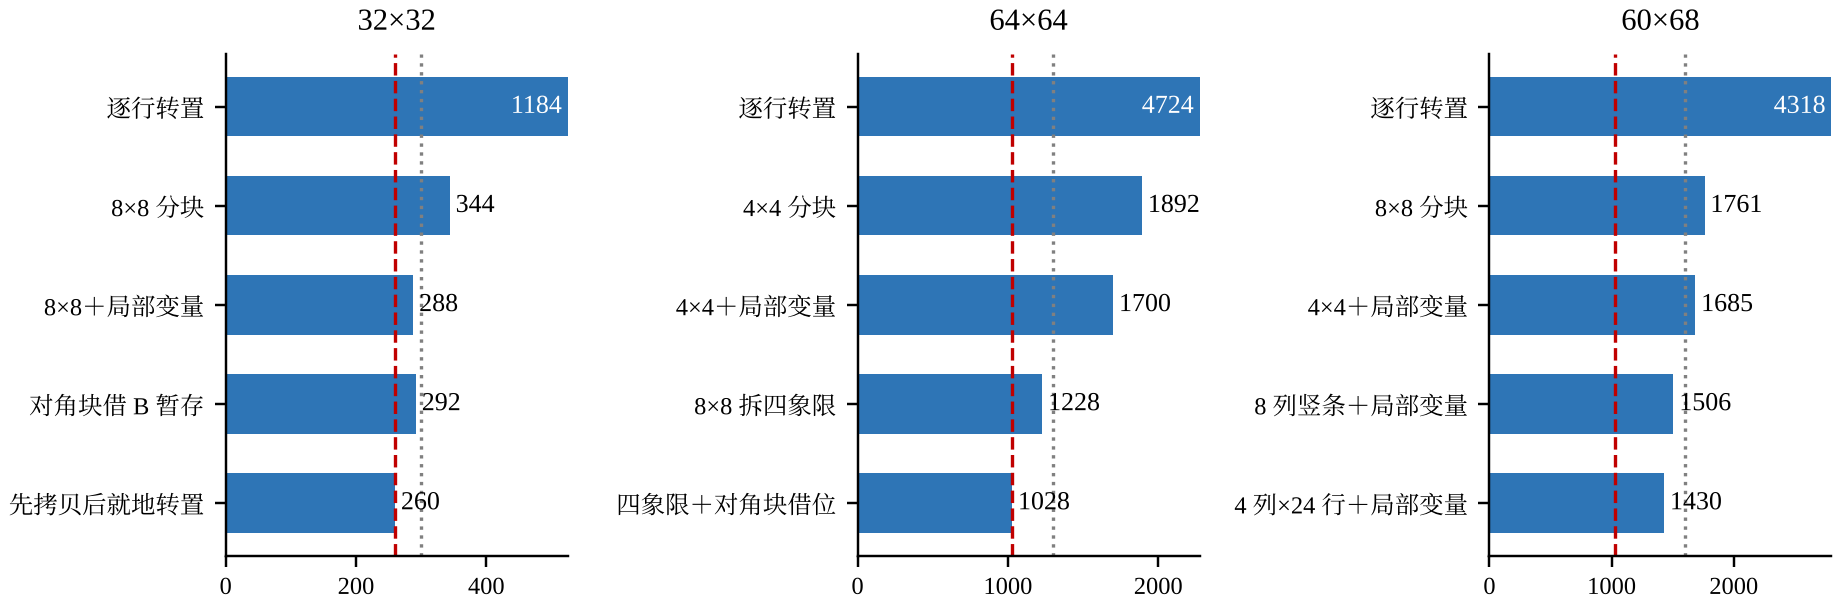 32×32
逐行转置
1184
8×8 分块
344
8×8＋局部变量
288
对角块借 B 暂存
292
先拷贝后就地转置
260
0 200 400
64×64
逐行转置
4724
4×4 分块
1892
4×4＋局部变量
1700
8×8 拆四象限
1228
四象限＋对角块借位
1028
0 1000 2000
60×68
逐行转置
4318
8×8 分块
1761
4×4＋局部变量
1685
8 列竖条＋局部变量
1506
4 列×24 行＋局部变量
1430
0 1000 2000